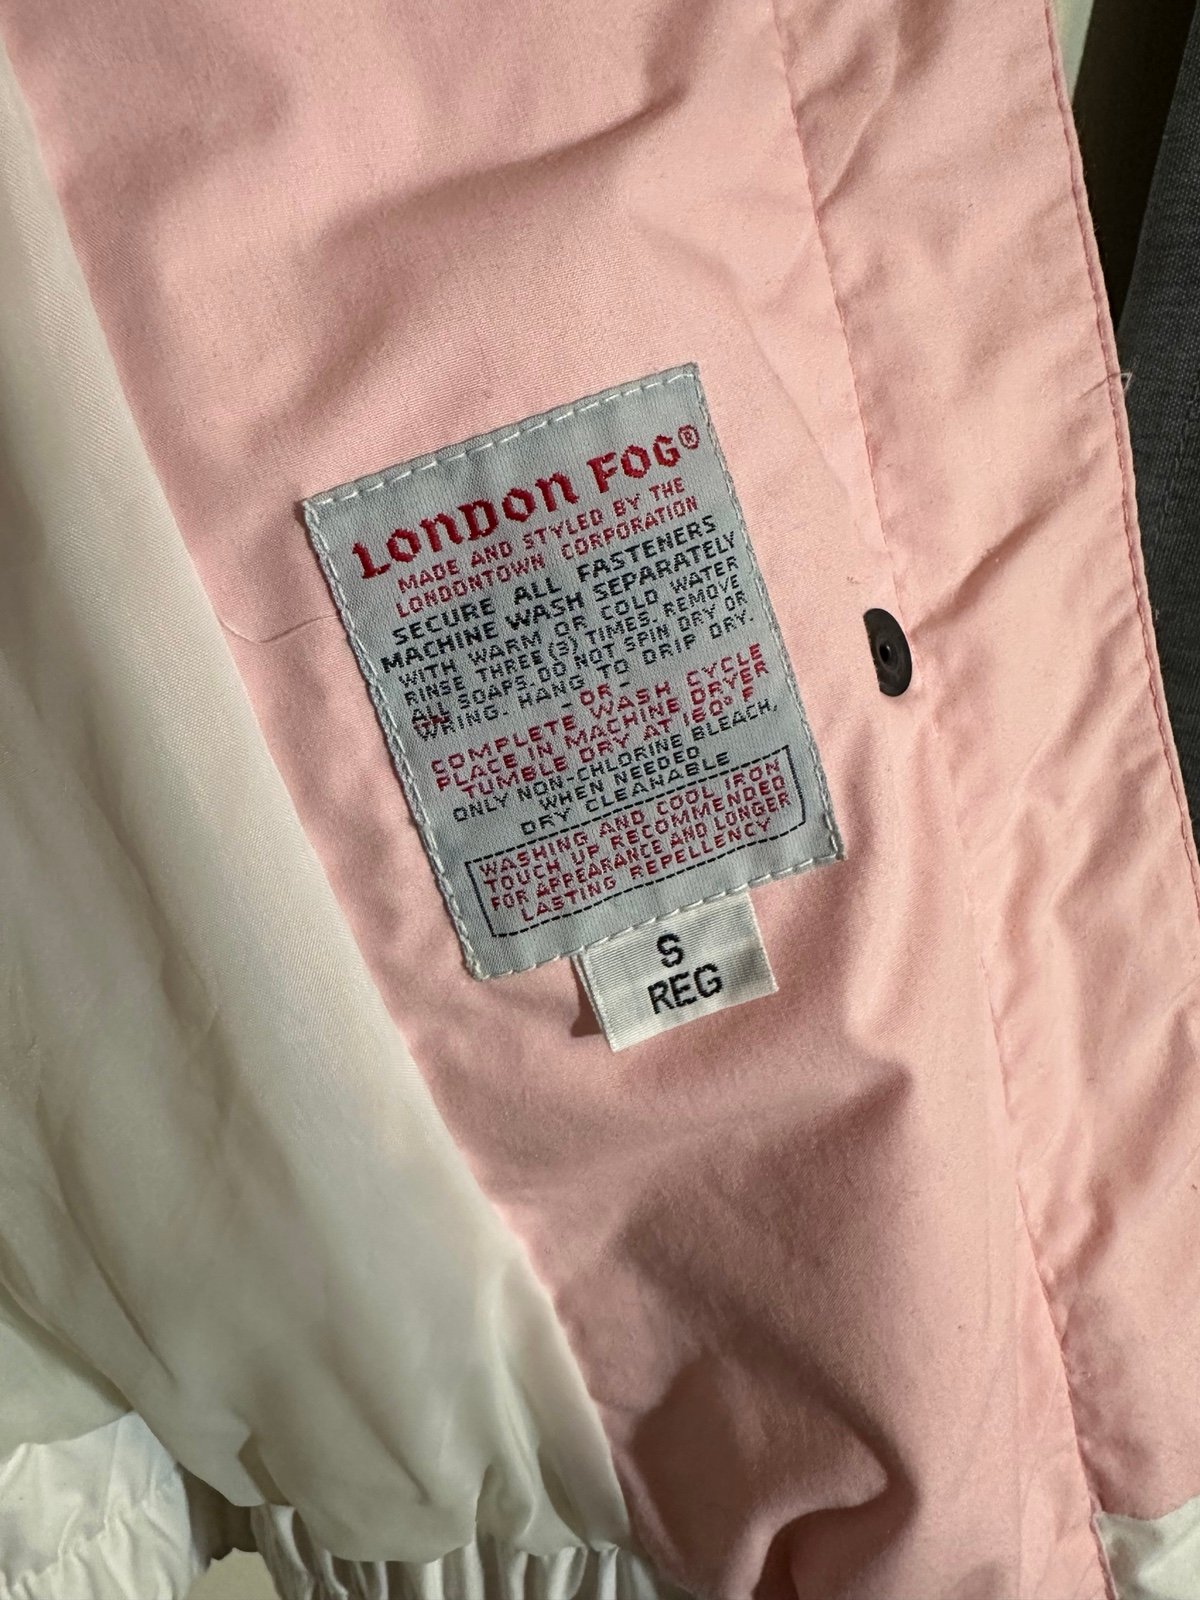 LONDON FOG®
MADE AND STYLED BY THE
LONDONTOWN CORPORATION
SECURE ALL FASTENERS
MACHINE WASH SEPARATELY
WITH WARM OR COLD WATER
RINSE THREE (3) TIMES. REMOVE
ALL SOAPS. DO NOT SPIN DRY OR
WRING. HANG TO DRIP DRY.
-OR-
COMPLETE WASH CYCLE
PLACE IN MACHINE DRYER
TUMBLE DRY AT 160° F
ONLY NON-CHLORINE BLEACH,
WHEN NEEDED
DRY CLEANABLE
WASHING AND COOL IRON
TOUCH UP RECOMMENDED
FOR APPEARANCE AND LONGER
LASTING REPELLENCY
S
REG